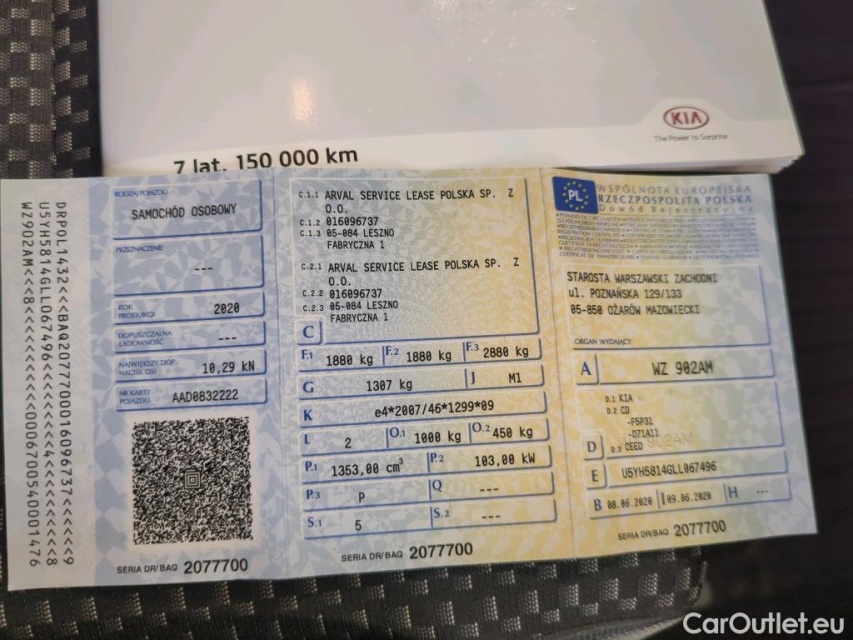 KIA
The Power to Surprise
7 lat. 150 000 km
RODZAJ POJAZDU
SAMOCHÓD OSOBOWY
PRZEZNACZENIE
---
ROK PRODUKCJI
2020
DOPUSZCZALNA ŁADOWNOŚĆ
---
NAJWIĘKSZY DOP. NACISK OSI
10,29 kN
NR KARTY POJAZDU
AAD0832222
SERIA DR/BAQ 2077700
DRPOL1432<<BAQ2077700016096737<<<<<<9
U5YH5814GLL067496<<<<<<<<<<<<<<<<<<8
WZ902AM<<8<<<<<<<<<<<<0006700540001476
C.1.1 ARVAL SERVICE LEASE POLSKA SP. Z
O.O.
C.1.2 016096737
C.1.3 05-084 LESZNO
FABRYCZNA 1
C.2.1 ARVAL SERVICE LEASE POLSKA SP. Z
O.O.
C.2.2 016096737
C.2.3 05-084 LESZNO
FABRYCZNA 1
C
F.1 1880 kg F.2 1880 kg F.3 2880 kg
G 1307 kg J M1
K e4*2007/46*1299*09
L 2 O.1 1000 kg O.2 450 kg
P.1 1353,00 cm³ P.2 103,00 kW
P.3 P Q ---
S.1 5 S.2 ---
SERIA DR/BAQ 2077700
PL
WSPÓLNOTA EUROPEJSKA
RZECZPOSPOLITA POLSKA
Dowód Rejestracyjny
STAROSTA WARSZAWSKI ZACHODNI
ul. POZNAŃSKA 129/133
05-850 OŻARÓW MAZOWIECKI
ORGAN WYDAJĄCY
A WZ 902AM
D.1 KIA
D.2 CD
-F5P31
-D71A11
D D.3 CEED
E U5YH5814GLL067496
B 08.06.2020 I 09.06.2020 H ---
SERIA DR/BAQ 2077700
CarOutlet.eu